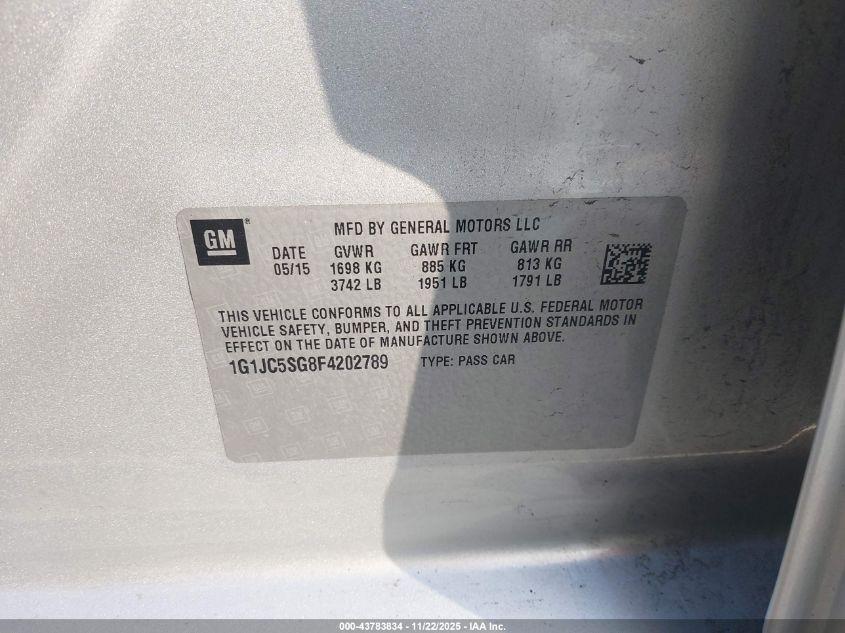 GM
MFD BY GENERAL MOTORS LLC
DATE GVWR GAWR FRT GAWR RR
05/15 1698 KG 885 KG 813 KG
3742 LB 1951 LB 1791 LB
THIS VEHICLE CONFORMS TO ALL APPLICABLE U.S. FEDERAL MOTOR
VEHICLE SAFETY, BUMPER, AND THEFT PREVENTION STANDARDS IN
EFFECT ON THE DATE OF MANUFACTURE SHOWN ABOVE.
1G1JC5SG8F4202789 TYPE: PASS CAR
000-43783834 - 11/22/2025 - IAA Inc.